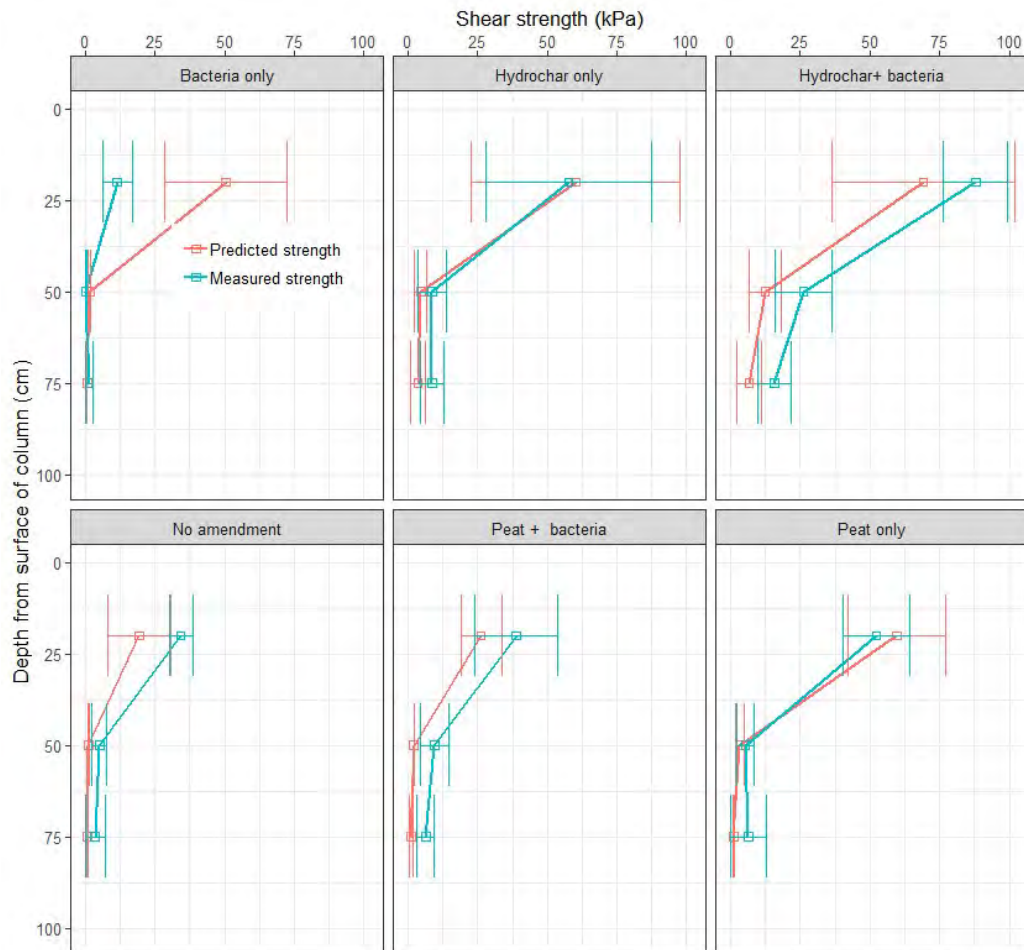 Shear strength (kPa)
0 25 50 75 100 0 25 50 75 100 0 25 50 75 100
Bacteria only Hydrochar only Hydrochar+ bacteria
0
25
Predicted strength
Measured strength
50
75
100
Depth from surface of column (cm)
No amendment Peat + bacteria Peat only
0
25
50
75
100